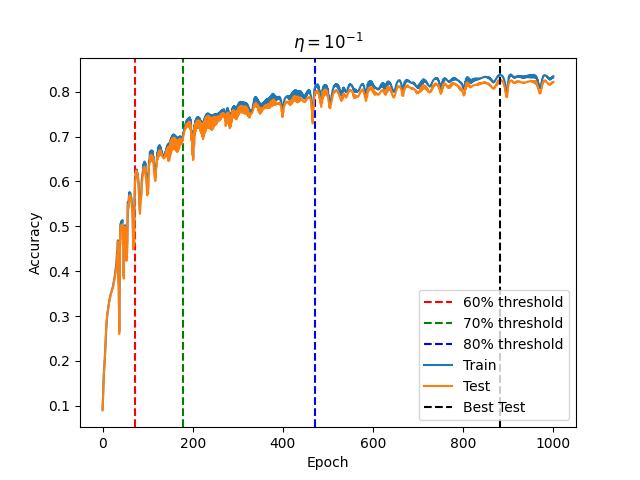 η = 10⁻¹
Accuracy
0.8
0.7
0.6
0.5
0.4
0.3
0.2
0.1
60% threshold
70% threshold
80% threshold
Train
Test
Best Test
0 200 400 600 800 1000
Epoch